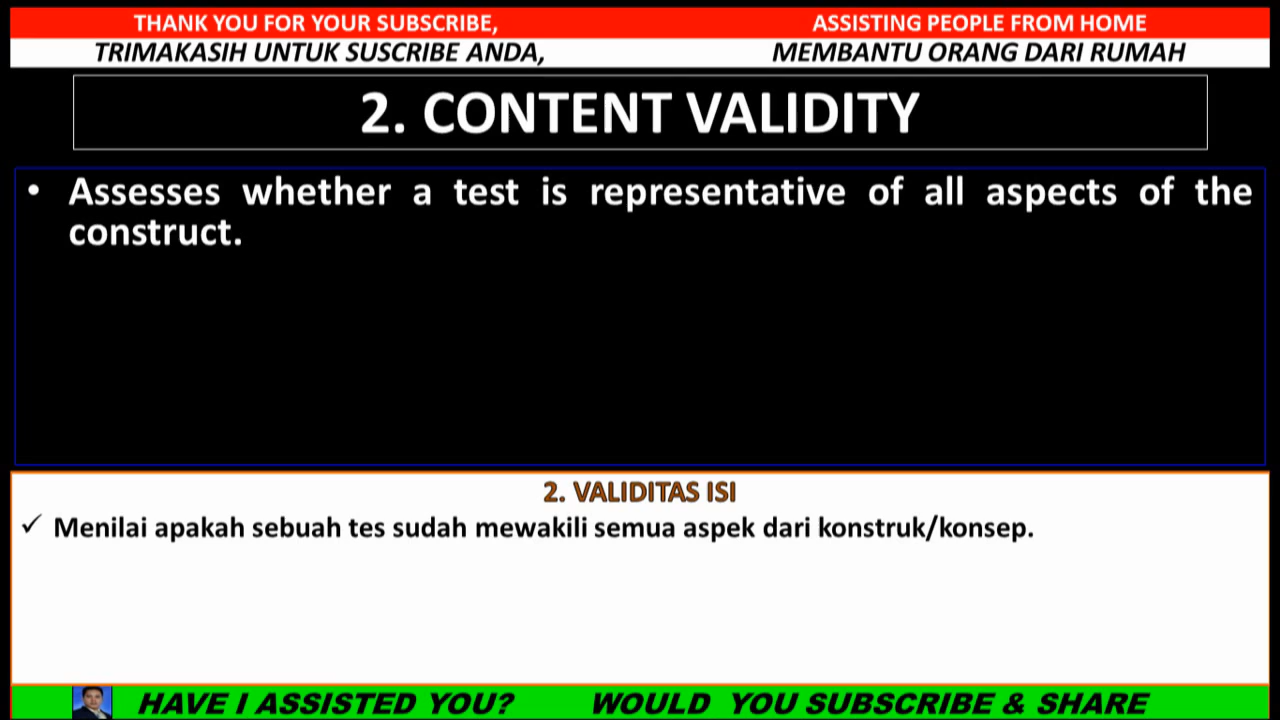 THANK YOU FOR YOUR SUBSCRIBE, ASSISTING PEOPLE FROM HOME
TRIMAKASIH UNTUK SUSCRIBE ANDA, MEMBANTU ORANG DARI RUMAH
2. CONTENT VALIDITY
• Assesses whether a test is representative of all aspects of the
construct.
2. VALIDITAS ISI
✓ Menilai apakah sebuah tes sudah mewakili semua aspek dari konstruk/konsep.
HAVE I ASSISTED YOU? WOULD YOU SUBSCRIBE & SHARE